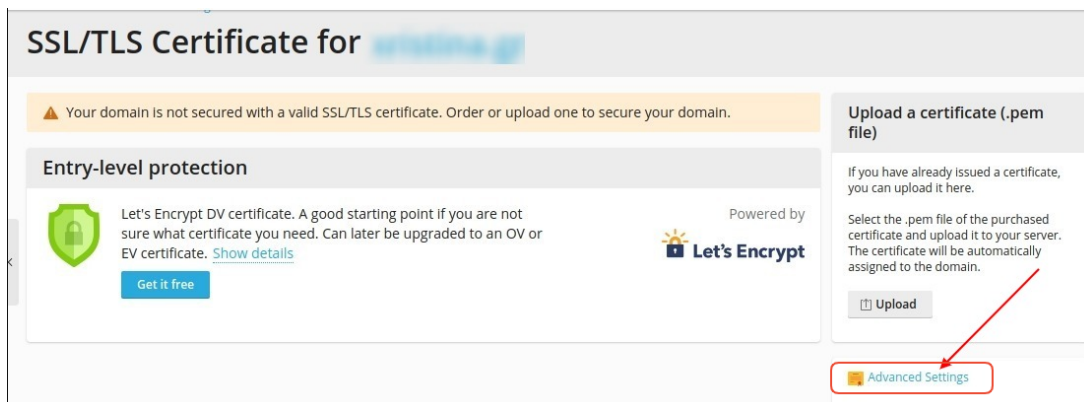 SSL/TLS Certificate for
Your domain is not secured with a valid SSL/TLS certificate. Order or upload one to secure your domain.
Entry-level protection
Let's Encrypt DV certificate. A good starting point if you are not
sure what certificate you need. Can later be upgraded to an OV or
EV certificate. Show details
Get it free
Powered by
Let's Encrypt
Upload a certificate (.pem
file)
If you have already issued a certificate,
you can upload it here.
Select the .pem file of the purchased
certificate and upload it to your server.
The certificate will be automatically
assigned to the domain.
Upload
Advanced Settings